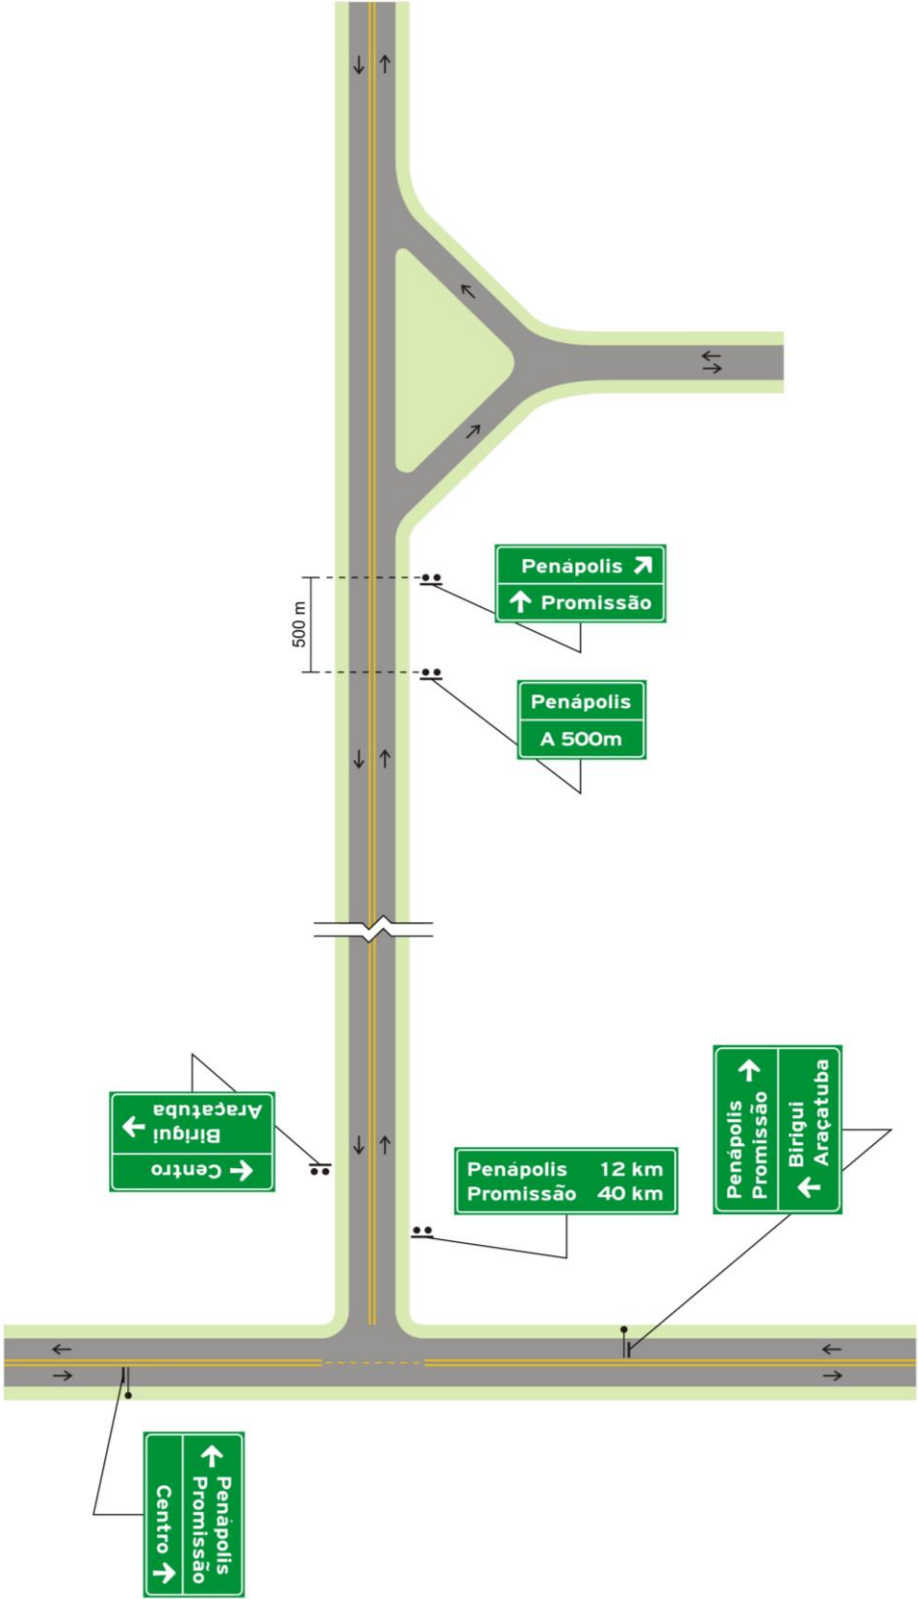 Penápolis
Promissão
500 m
Penápolis
A 500m
Centro
Birigui
Araçatuba
Penápolis 12 km
Promissão 40 km
Penápolis
Promissão
Birigui
Araçatuba
Penápolis
Promissão
Centro